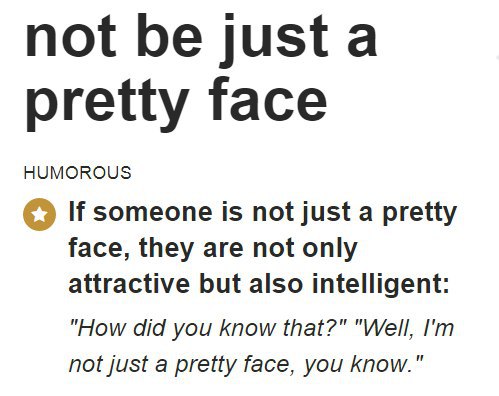 not be just a
pretty face
HUMOROUS
If someone is not just a pretty
face, they are not only
attractive but also intelligent:
"How did you know that?" "Well, I'm
not just a pretty face, you know."